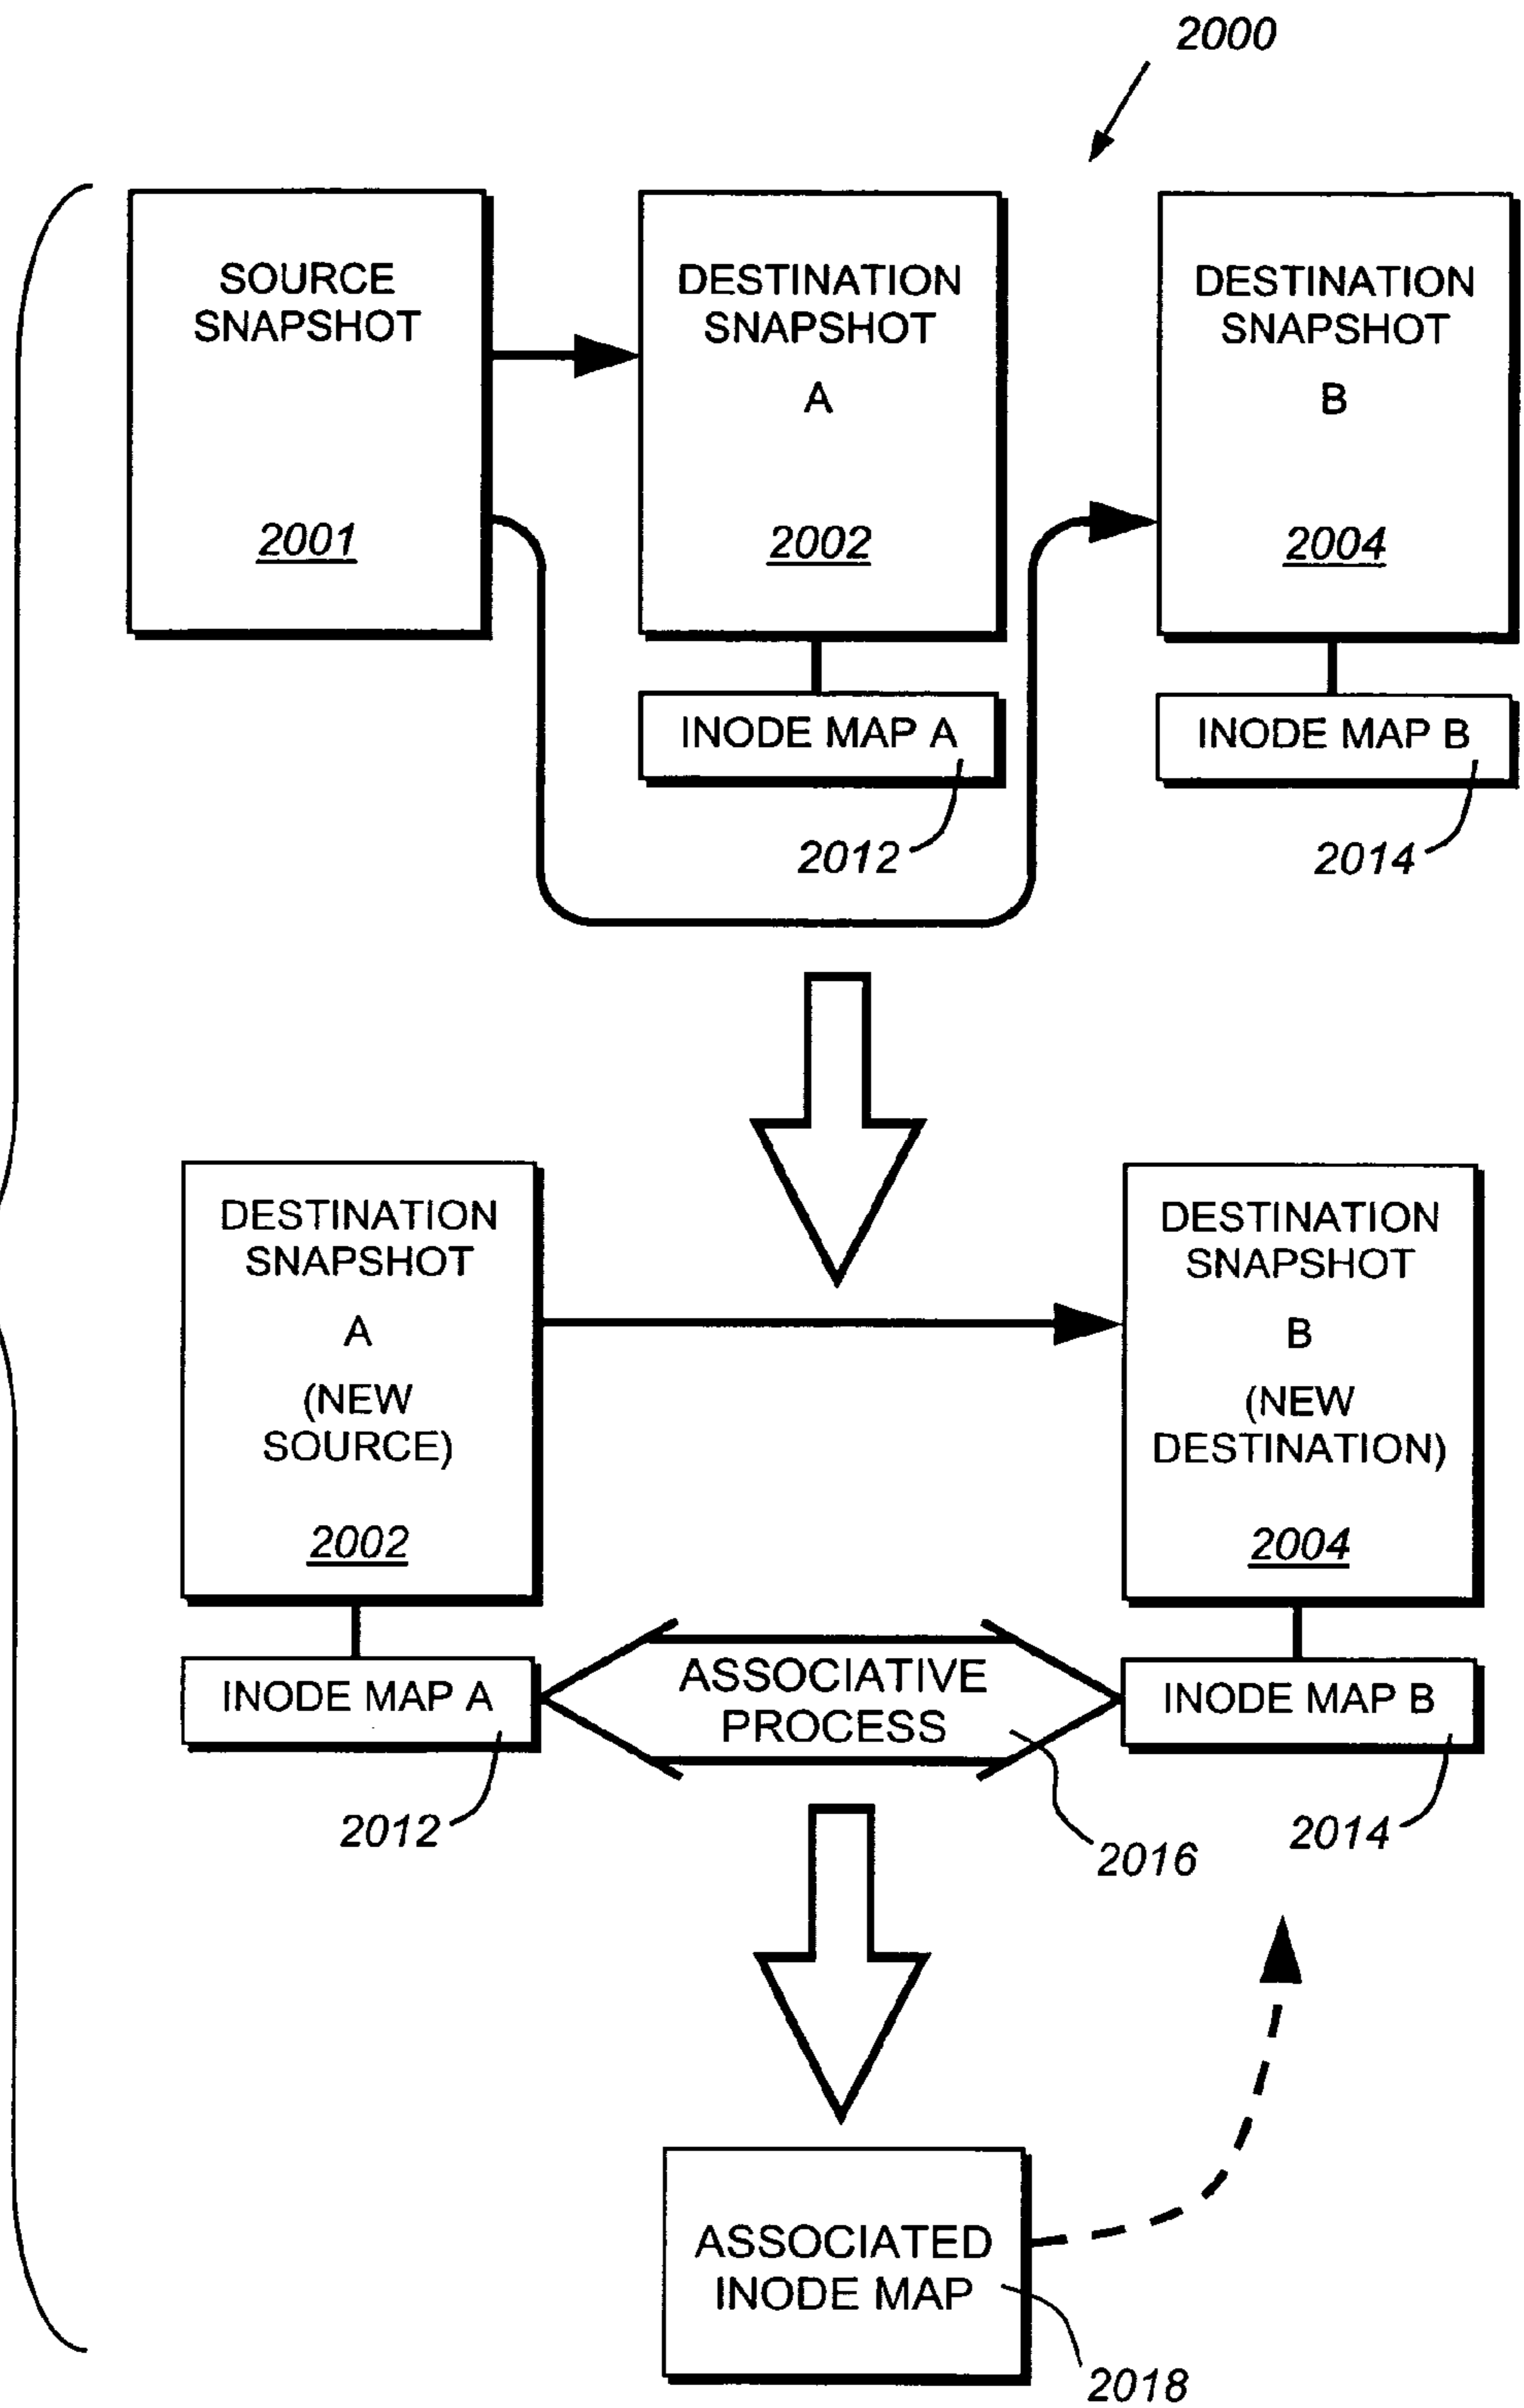 2000
SOURCE
SNAPSHOT
2001
DESTINATION
SNAPSHOT
A
2002
DESTINATION
SNAPSHOT
B
2004
INODE MAP A
2012
INODE MAP B
2014
DESTINATION
SNAPSHOT
A
(NEW
SOURCE)
2002
DESTINATION
SNAPSHOT
B
(NEW
DESTINATION)
2004
INODE MAP A
2012
ASSOCIATIVE
PROCESS
2016
INODE MAP B
2014
ASSOCIATED
INODE MAP
2018